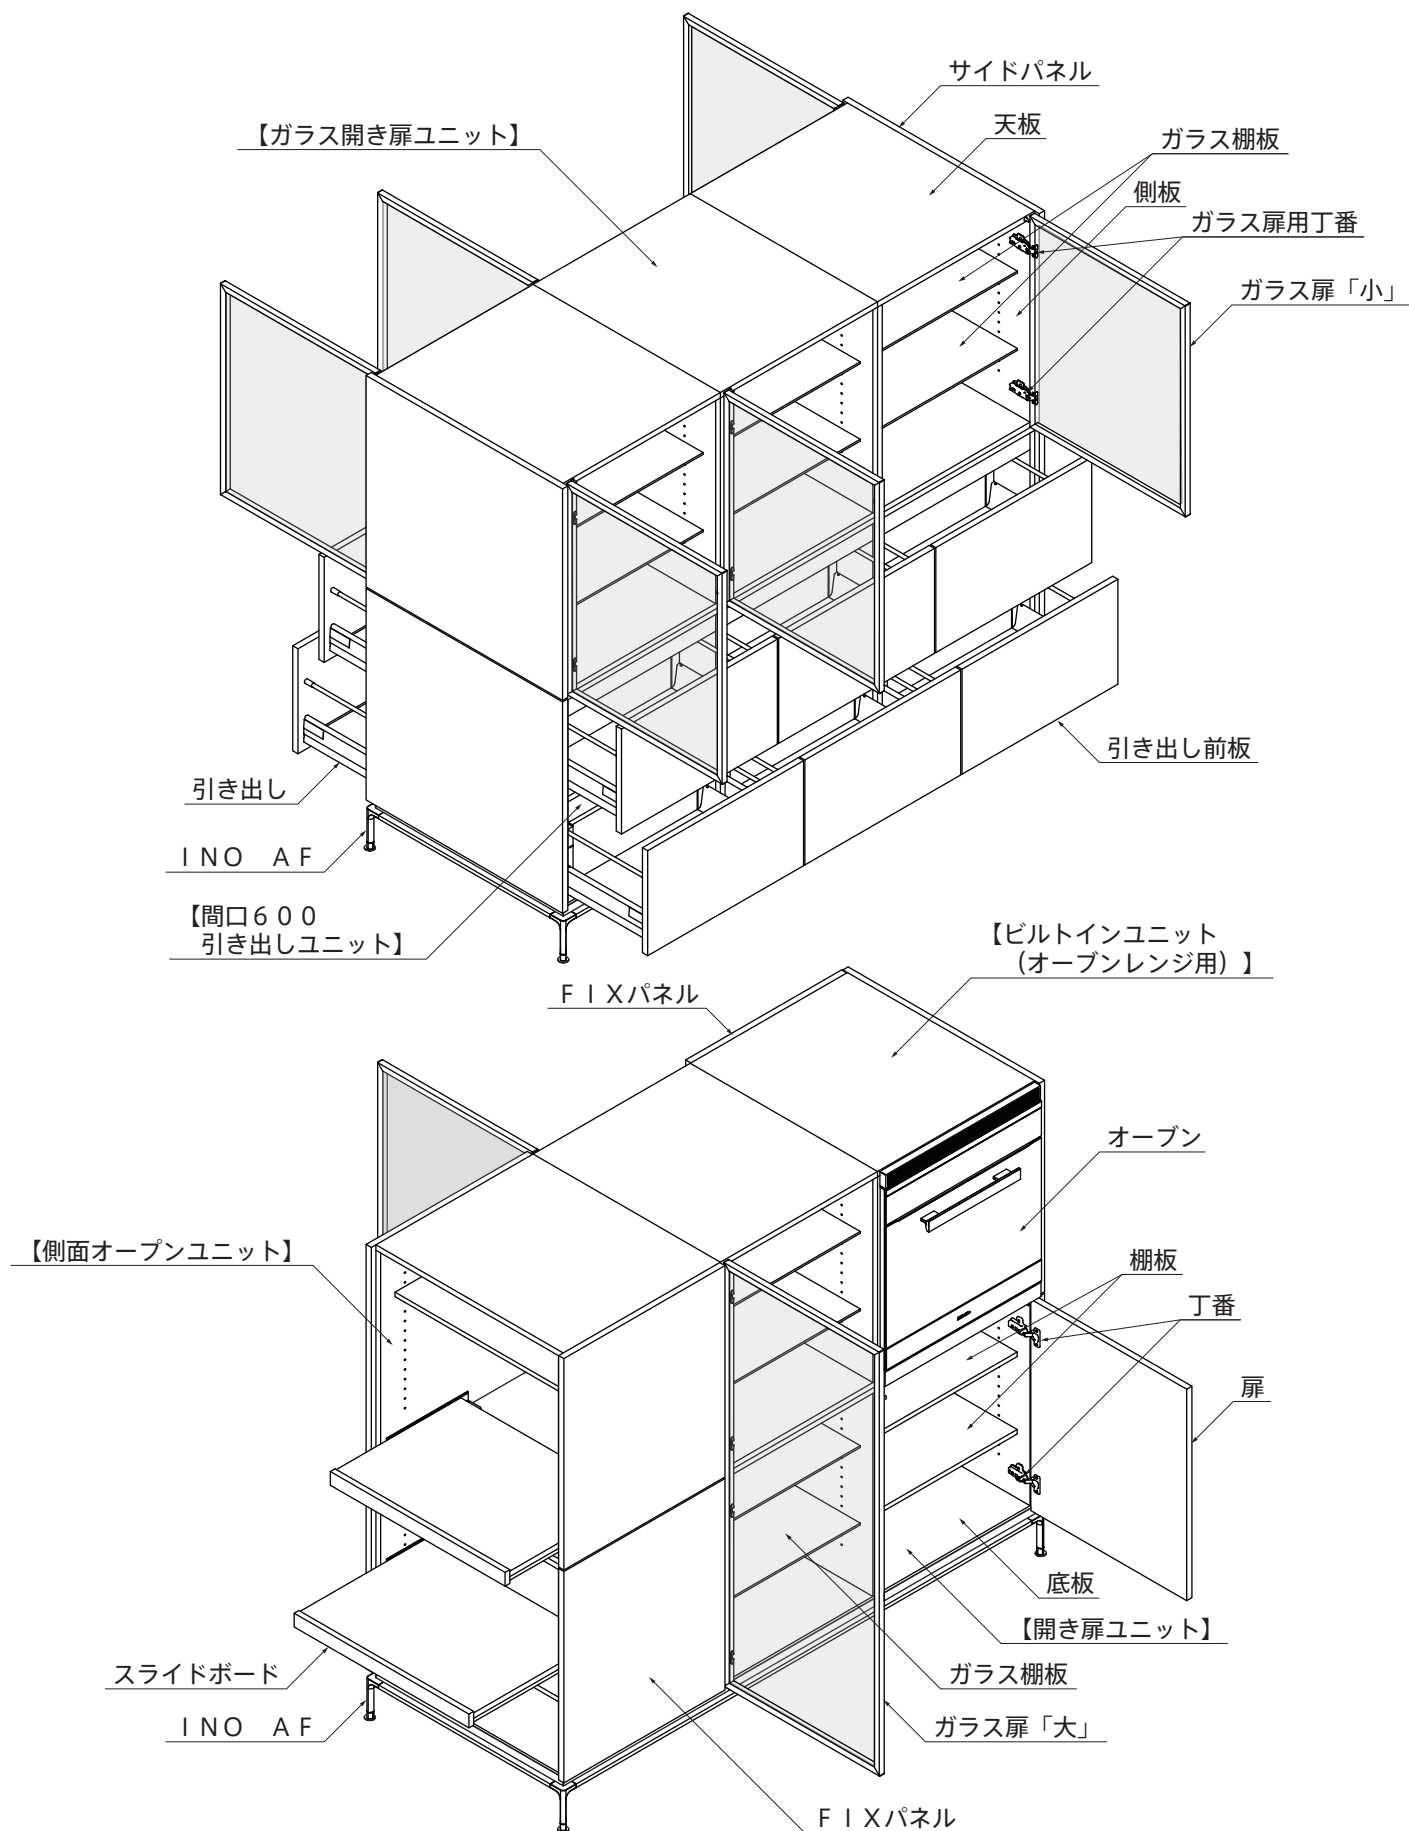 サイドパネル
【ガラス開き扉ユニット】
天板
ガラス棚板
側板
ガラス扉用丁番
ガラス扉「小」
引き出し前板
引き出し
ＩＮＯ　ＡＦ
【間口６００
引き出しユニット】
【ビルトインユニット
（オーブンレンジ用）】
ＦＩＸパネル
オーブン
【側面オープンユニット】
棚板
丁番
扉
底板
【開き扉ユニット】
スライドボード
ガラス棚板
ＩＮＯ　ＡＦ
ガラス扉「大」
ＦＩＸパネル